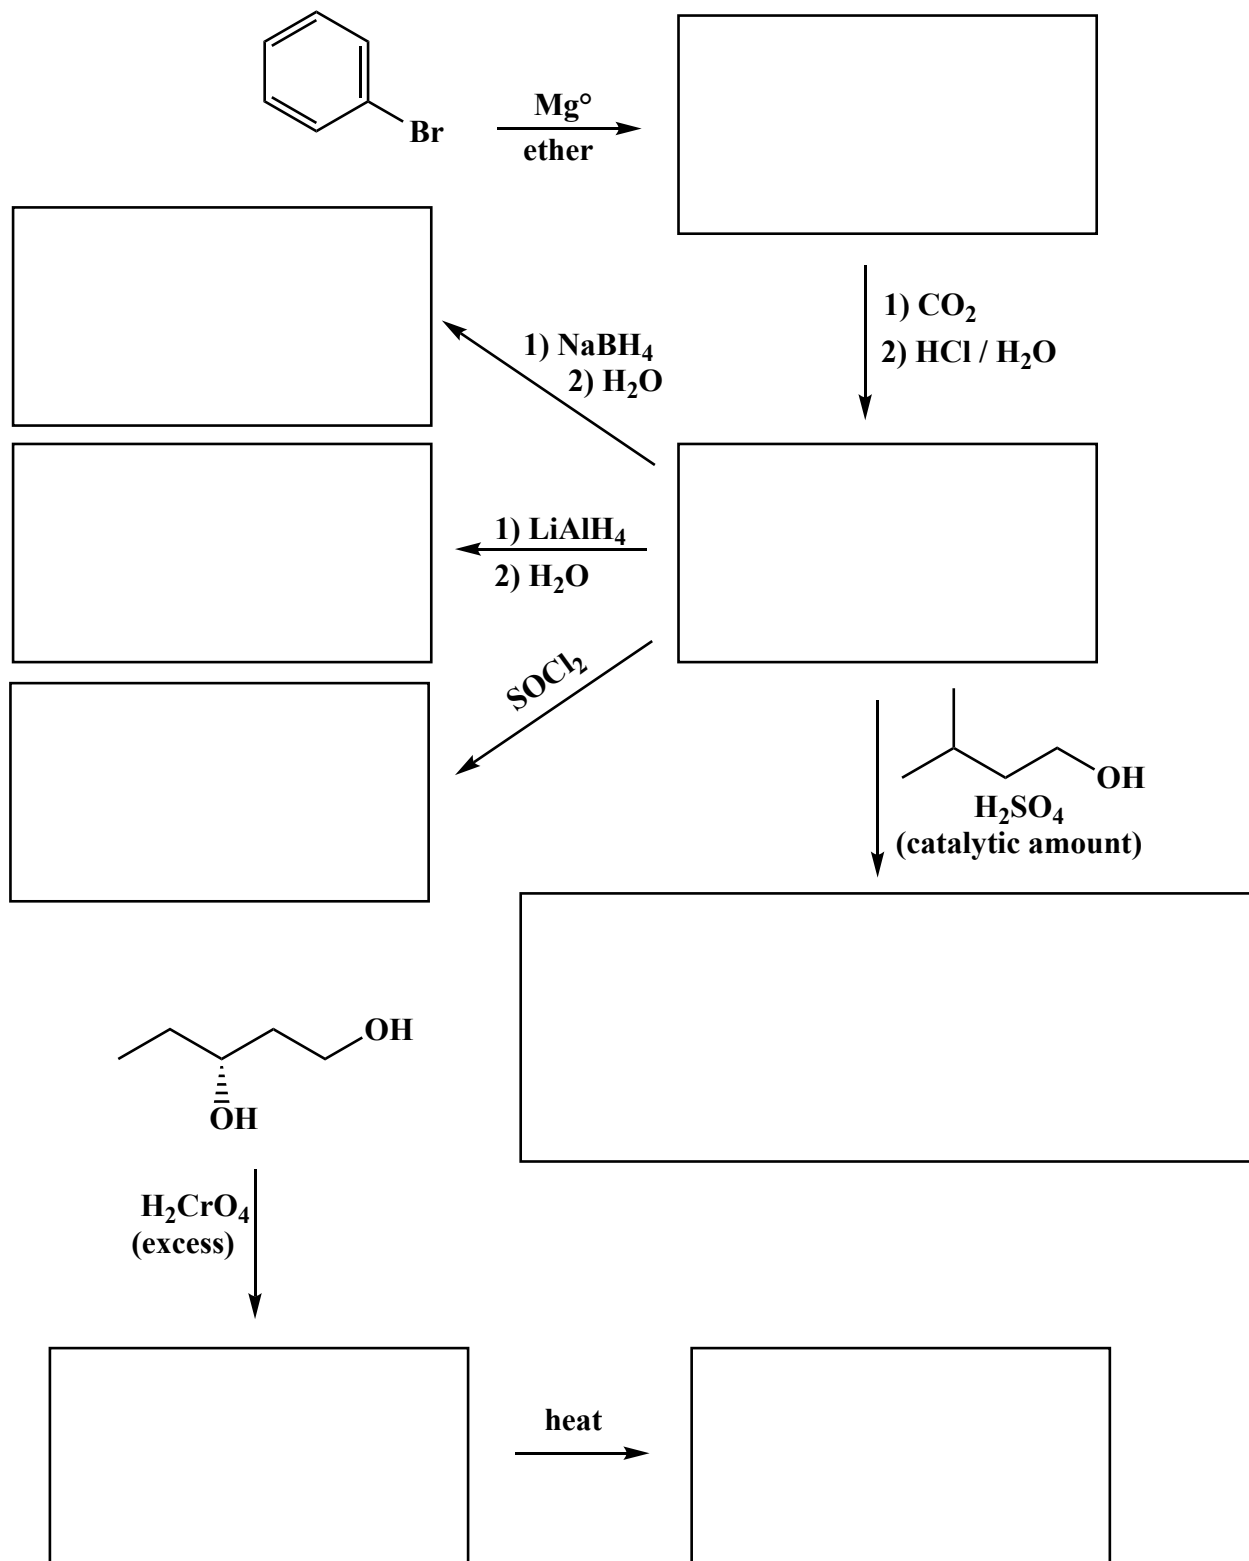 Br
Mg°
ether
1) CO₂
2) HCl / H₂O
1) NaBH₄
2) H₂O
1) LiAlH₄
2) H₂O
SOCl₂
OH
H₂SO₄
(catalytic amount)
OH
OH
H₂CrO₄
(excess)
heat